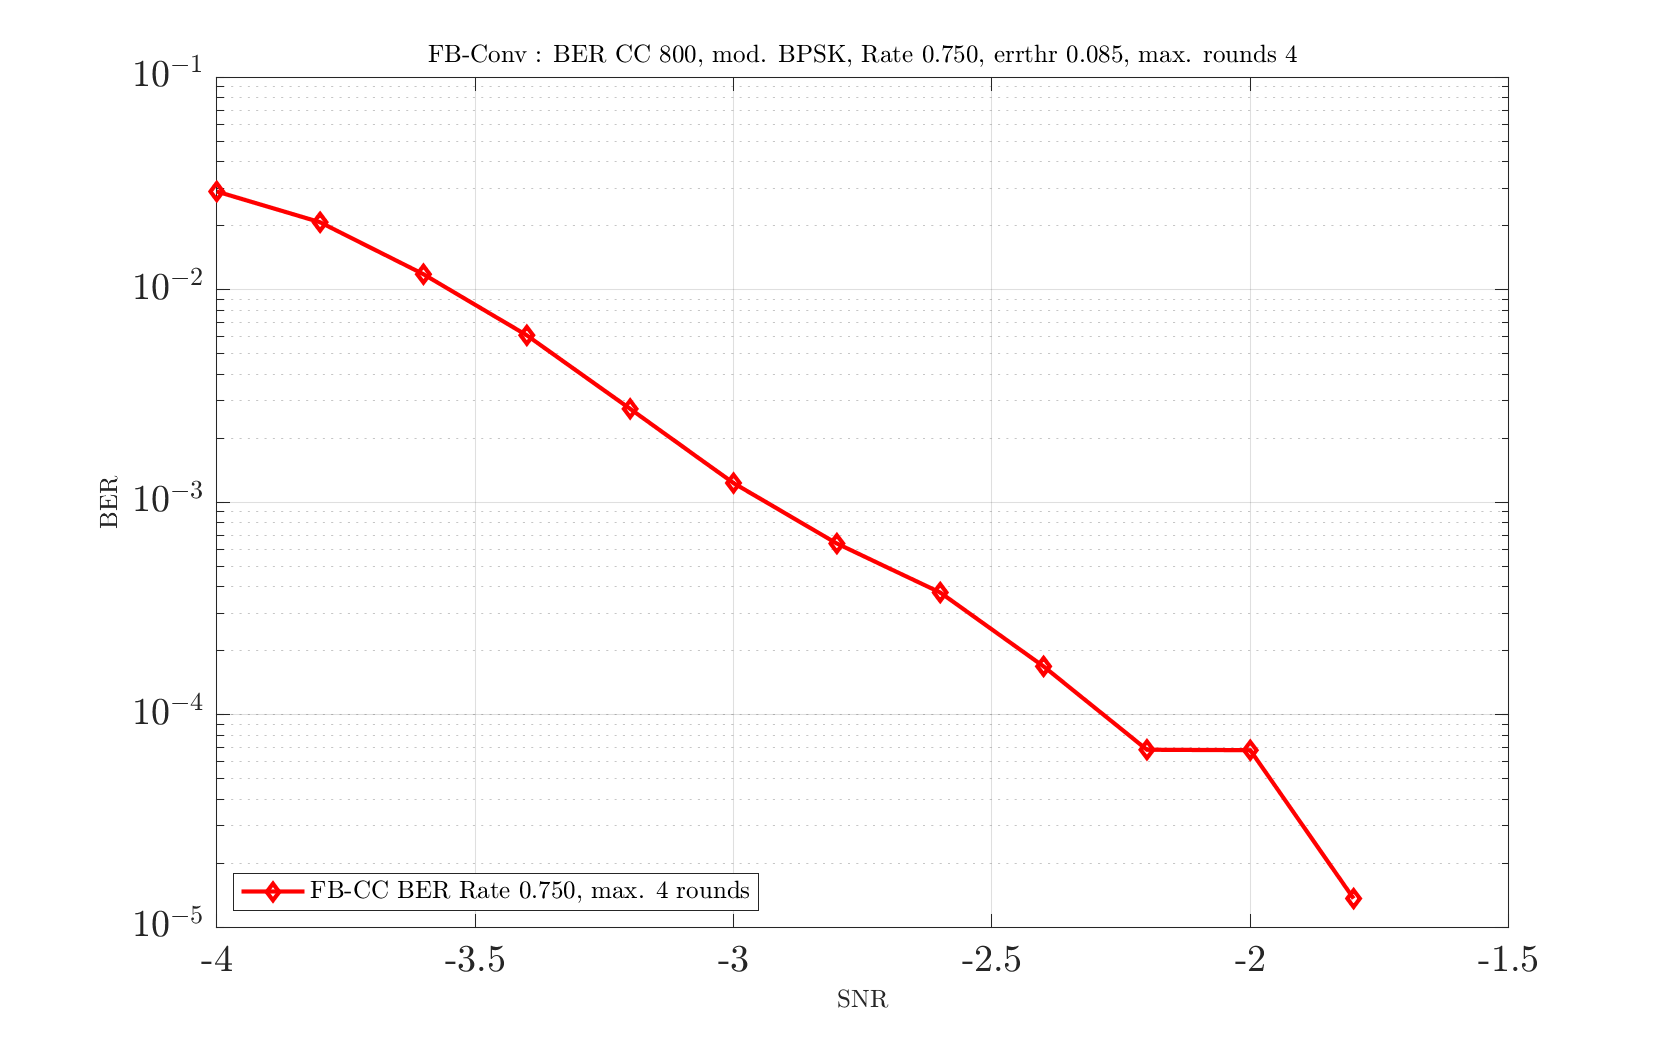 FB-Conv : BER CC 800, mod. BPSK, Rate 0.750, errthr 0.085, max. rounds 4
10^{-1}
10^{-2}
10^{-3}
10^{-4}
10^{-5}
BER
FB-CC BER Rate 0.750, max. 4 rounds
-4 -3.5 -3 -2.5 -2 -1.5
SNR